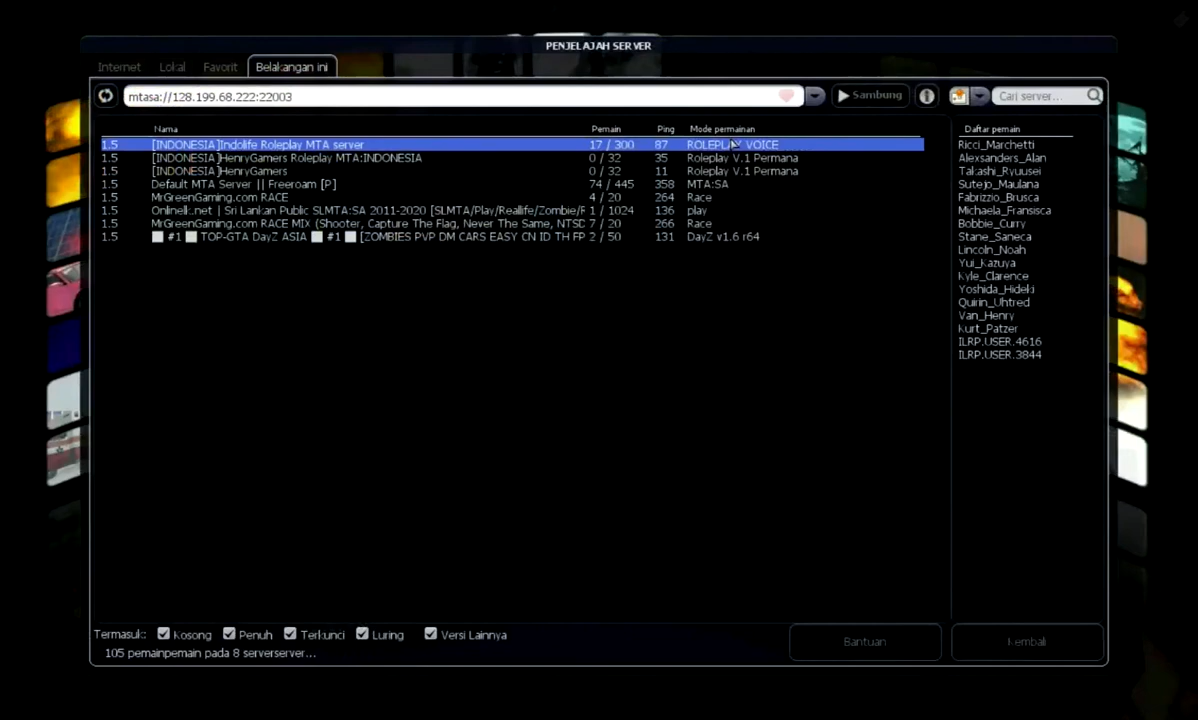 PENJELAJAH SERVER
Internet Lokal Favorit Belakangan ini
mtasa://128.199.68.222:22003 Sambung Cari server...
Nama Pemain Ping Mode permainan Daftar pemain
1.5 [INDONESIA]Indolife Roleplay MTA server 17 / 300 87 ROLEPLAY VOICE
1.5 [INDONESIA]HenryGamers Roleplay MTA:INDONESIA 0 / 32 35 Roleplay V.1 Permana
1.5 [INDONESIA]HenryGamers 0 / 32 11 Roleplay V.1 Permana
1.5 Default MTA Server || Freeroam [P] 74 / 445 358 MTA:SA
1.5 MrGreenGaming.com RACE 4 / 20 264 Race
1.5 Onlinelk.net | Sri Lankan Public SLMTA:SA 2011-2020 [SLMTA/Play/Reallife/Zombie/F 1 / 1024 136 play
1.5 MrGreenGaming.com RACE MIX (Shooter, Capture The Flag, Never The Same, NTSD 7 / 20 266 Race
1.5 #1 TOP-GTA DayZ ASIA #1 [ZOMBIES PVP DM CARS EASY CN ID TH FP 2 / 50 131 DayZ v1.6 r64
Ricci_Marchetti
Alexsanders_Alan
Takashi_Ryuusei
Sutejo_Maulana
Fabrizzio_Brusca
Michaela_Fransisca
Bobbie_Curry
Stane_Saneca
Lincoln_Noah
Yui_Kazuya
Kyle_Clarence
Yoshida_Hideki
Quirin_Uhtred
Van_Henry
Kurt_Patzer
ILRP.USER.4616
ILRP.USER.3844
Termasuk: Kosong Penuh Terkunci Luring Versi Lainnya
105 pemainpemain pada 8 serverserver...
Bantuan Kembali